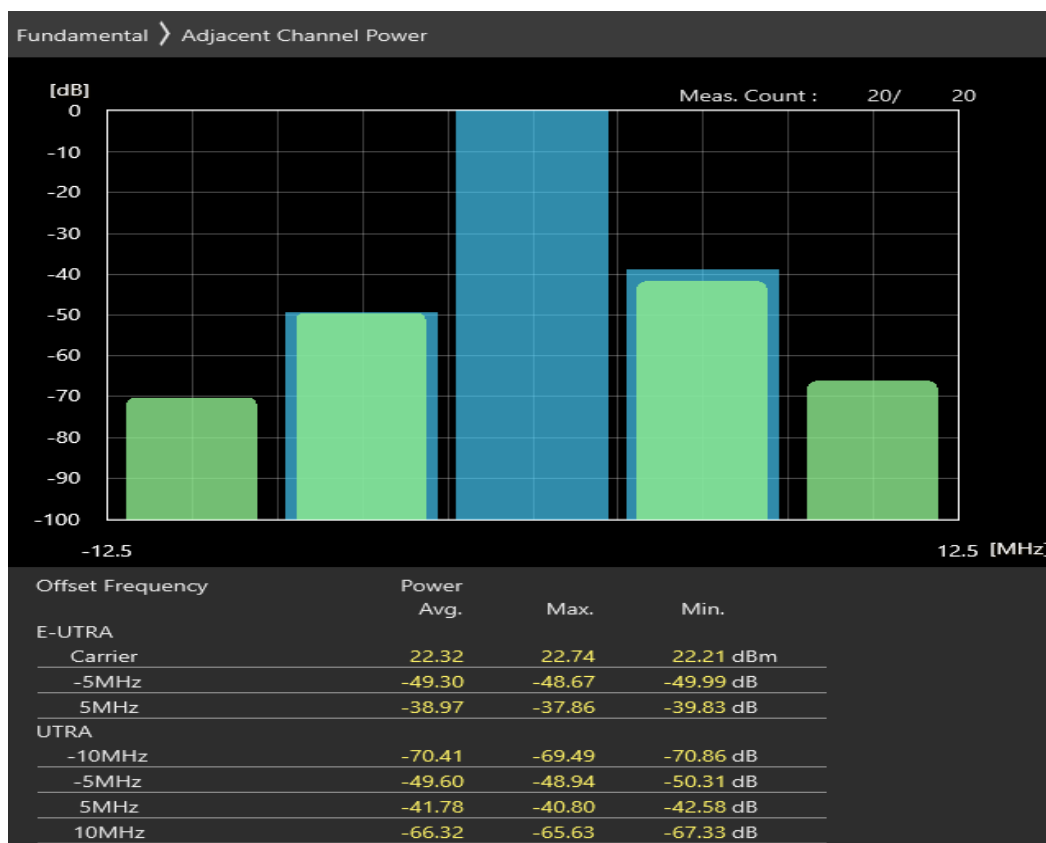 Fundamental 〉 Adjacent Channel Power
[dB]
Meas. Count : 20/ 20
0
-10
-20
-30
-40
-50
-60
-70
-80
-90
-100
-12.5 12.5 [MHz]
Offset Frequency Power
Avg. Max. Min.
E-UTRA
Carrier 22.32 22.74 22.21 dBm
-5MHz -49.30 -48.67 -49.99 dB
5MHz -38.97 -37.86 -39.83 dB
UTRA
-10MHz -70.41 -69.49 -70.86 dB
-5MHz -49.60 -48.94 -50.31 dB
5MHz -41.78 -40.80 -42.58 dB
10MHz -66.32 -65.63 -67.33 dB